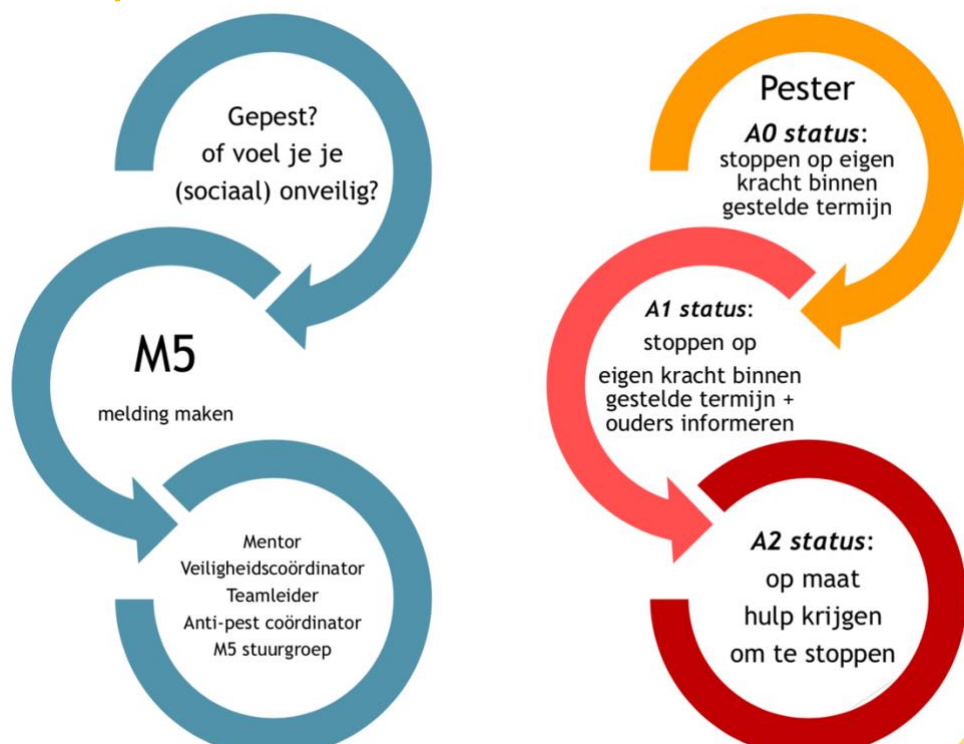 Gepest?
of voel je je
(sociaal) onveilig?
M5
melding maken
Mentor
Veiligheidscoördinator
Teamleider
Anti-pest coördinator
M5 stuurgroep
Pester
A0 status:
stoppen op eigen
kracht binnen
gestelde termijn
A1 status:
stoppen op
eigen kracht binnen
gestelde termijn +
ouders informeren
A2 status:
op maat
hulp krijgen
om te stoppen